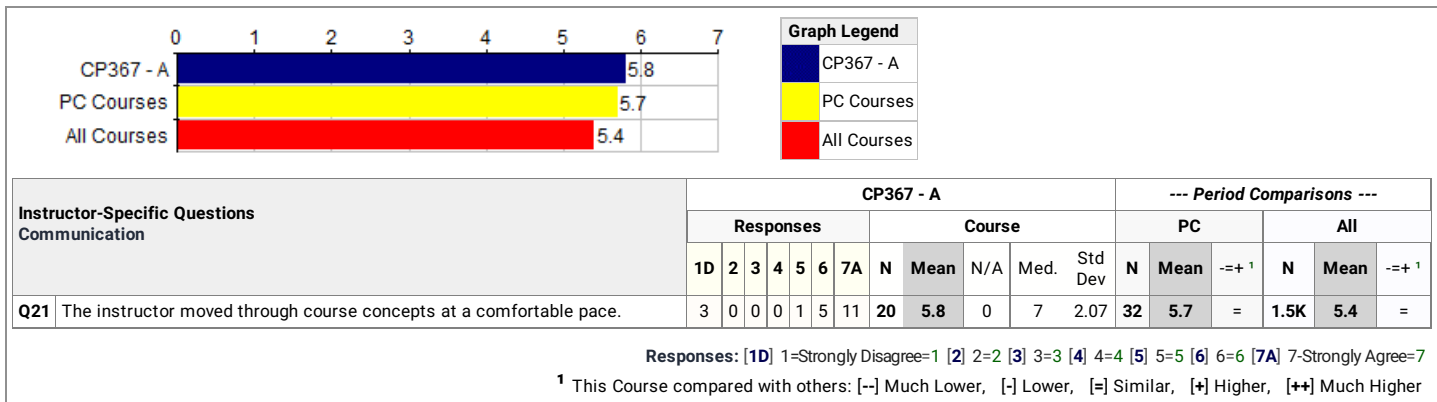 0 1 2 3 4 5 6 7
CP367 - A 5.8
PC Courses 5.7
All Courses 5.4
Graph Legend
CP367 - A
PC Courses
All Courses
Instructor-Specific Questions
Communication
CP367 - A --- Period Comparisons ---
Responses Course PC All
1D 2 3 4 5 6 7A N Mean N/A Med. Std Dev N Mean -=+ ¹ N Mean -=+ ¹
Q21 The instructor moved through course concepts at a comfortable pace. 3 0 0 0 1 5 11 20 5.8 0 7 2.07 32 5.7 = 1.5K 5.4 =
Responses: [1D] 1=Strongly Disagree=1 [2] 2=2 [3] 3=3 [4] 4=4 [5] 5=5 [6] 6=6 [7A] 7-Strongly Agree=7
¹ This Course compared with others: [--] Much Lower, [-] Lower, [=] Similar, [+] Higher, [++] Much Higher